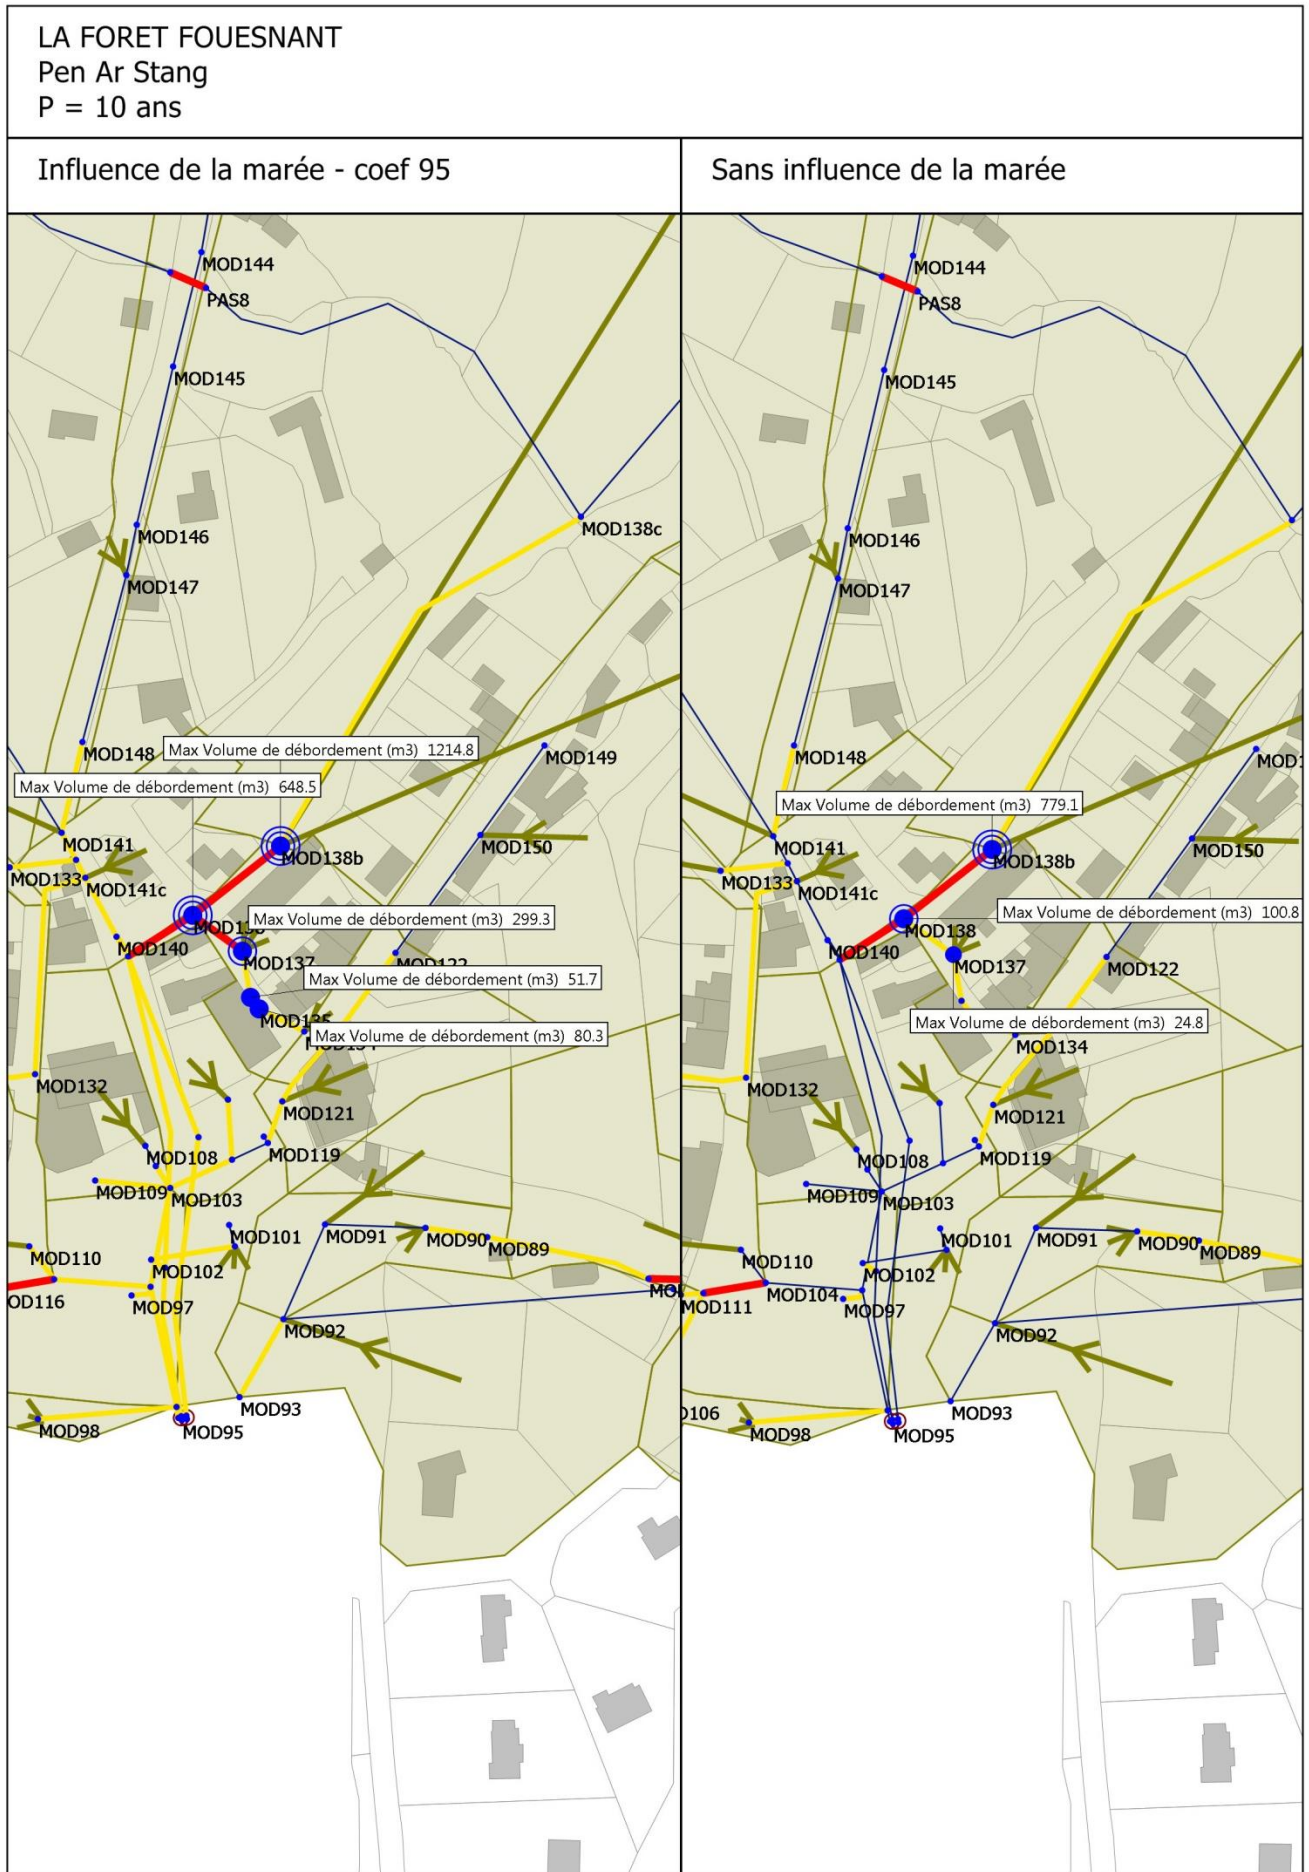 LA FORET FOUESNANT
Pen Ar Stang
P = 10 ans
Influence de la marée - coef 95
MOD144
PAS8
MOD145
MOD146
MOD138c
MOD147
MOD148
Max Volume de débordement (m3) 1214.8
MOD149
Max Volume de débordement (m3) 648.5
MOD141
MOD150
MOD138b
MOD133
MOD141c
Max Volume de débordement (m3) 299.3
MOD140
MOD137
Max Volume de débordement (m3) 51.7
Max Volume de débordement (m3) 80.3
MOD132
MOD121
MOD108
MOD119
MOD109
MOD103
MOD101
MOD91
MOD90
MOD89
MOD110
MOD102
OD116
MOD97
MOD92
MOD93
MOD98
MOD95
Sans influence de la marée
MOD144
PAS8
MOD145
MOD146
MOD147
MOD148
MOD1
Max Volume de débordement (m3) 779.1
MOD141
MOD150
MOD138b
MOD133
MOD141c
Max Volume de débordement (m3) 100.8
MOD138
MOD140
MOD137
MOD122
Max Volume de débordement (m3) 24.8
MOD134
MOD132
MOD121
MOD108
MOD119
MOD109
MOD103
MOD101
MOD91
MOD90
MOD89
MOD110
MOD102
MOD104
MOD97
MOD111
MOD92
MOD93
D106
MOD98
MOD95